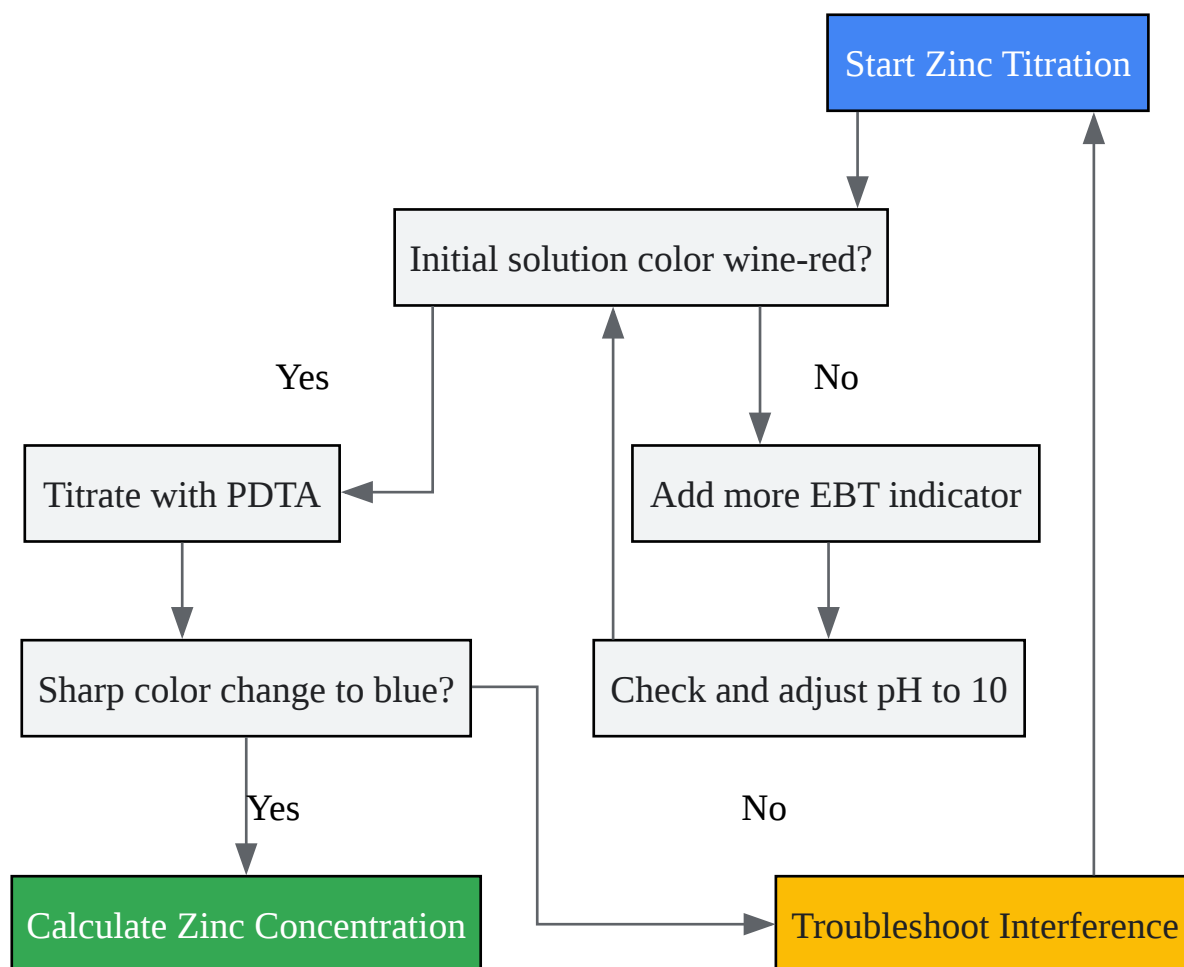 Start Zinc Titration
Initial solution color wine-red?
Yes
No
Titrate with PDTA
Add more EBT indicator
Sharp color change to blue?
Check and adjust pH to 10
Yes
No
Calculate Zinc Concentration
Troubleshoot Interference